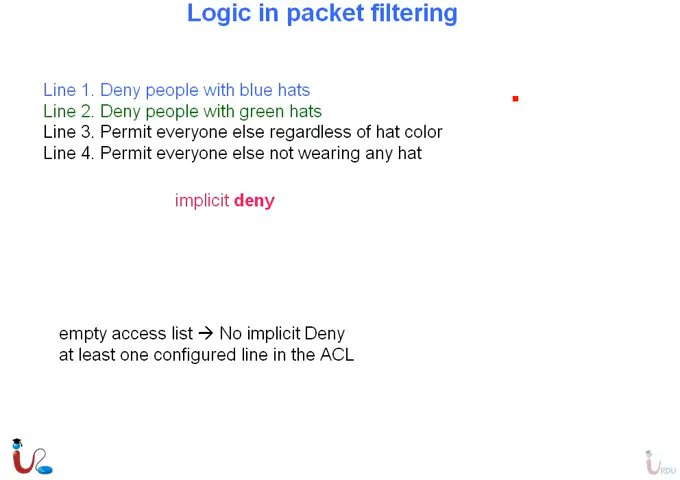 Logic in packet filtering
Line 1. Deny people with blue hats
Line 2. Deny people with green hats
Line 3. Permit everyone else regardless of hat color
Line 4. Permit everyone else not wearing any hat
implicit deny
empty access list → No implicit Deny
at least one configured line in the ACL
URDU